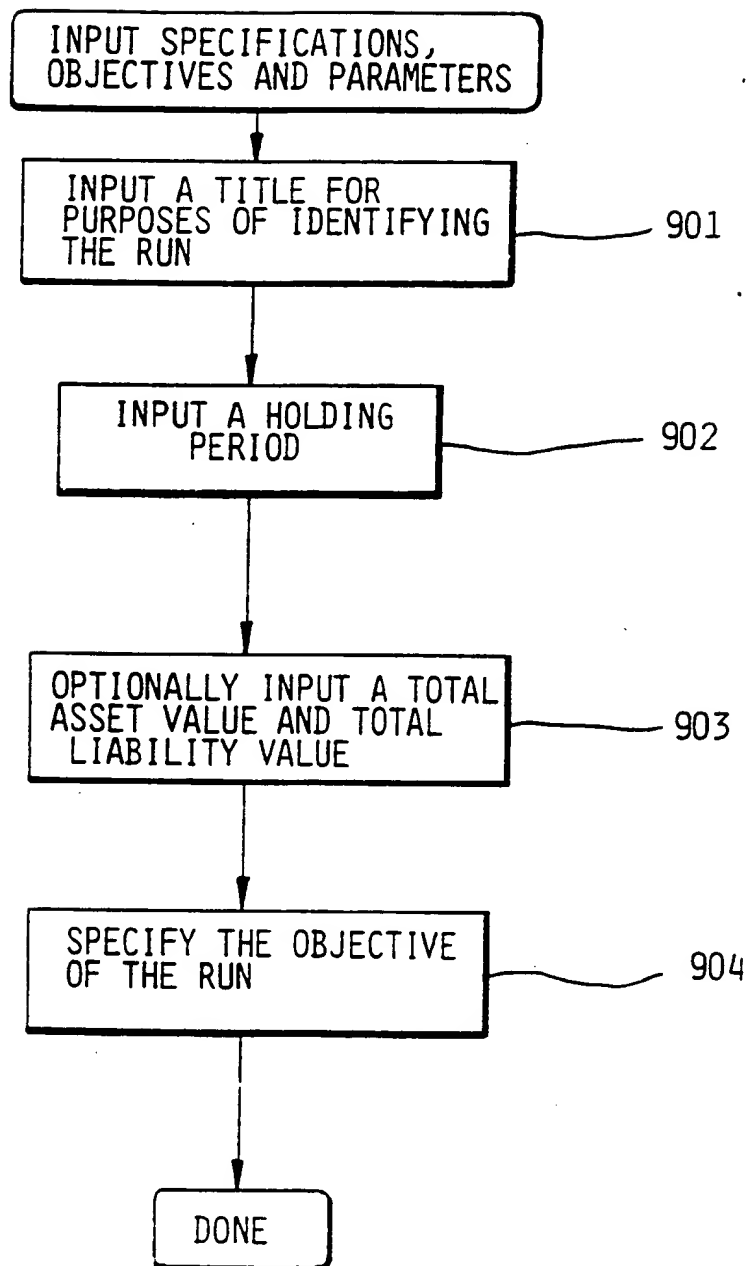 INPUT SPECIFICATIONS,
OBJECTIVES AND PARAMETERS
INPUT A TITLE FOR
PURPOSES OF IDENTIFYING
THE RUN
901
INPUT A HOLDING
PERIOD
902
OPTIONALLY INPUT A TOTAL
ASSET VALUE AND TOTAL
LIABILITY VALUE
903
SPECIFY THE OBJECTIVE
OF THE RUN
904
DONE